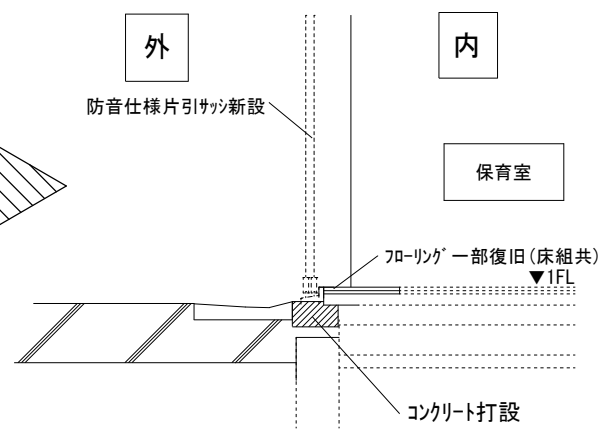 外
内
防音仕様片引ｻｯｼ新設
保育室
ﾌﾛｰﾘﾝｸﾞ一部復旧(床組共)
▼1FL
ｺﾝｸﾘｰﾄ打設